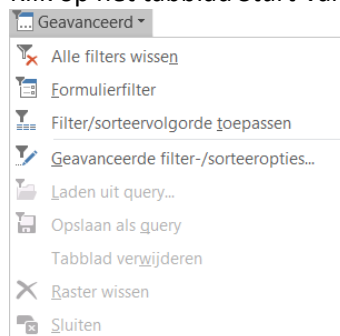 Geavanceerd
Alle filters wissen
Formulierfilter
Filter/sorteervolgorde toepassen
Geavanceerde filter-/sorteeropties...
Laden uit query...
Opslaan als query
Tabblad verwijderen
Raster wissen
Sluiten